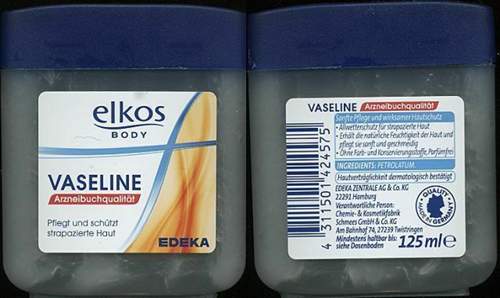 elkos
BODY
VASELINE
Arzneibuchqualität
Pflegt und schützt
strapazierte Haut
EDEKA
VASELINE Arzneibuchqualität
Sanfte Pflege und wirksamer Hautschutz
• Allwetterschutz für strapazierte Haut
• Erhält die natürliche Feuchtigkeit der Haut und
pflegt sie sanft und geschmeidig
• Ohne Farb- und Konservierungsstoffe, Parfümfrei
INGREDIENTS: PETROLATUM.
Hautverträglichkeit dermatologisch bestätigt
EDEKA ZENTRALE AG & Co. KG
22291 Hamburg
Verantwortliche Person:
Chemie- & Kosmetikfabrik
Schmees GmbH & Co. KG
Am Bahnhof 74, 27239 Twistringen
Mindestens haltbar bis:
siehe Dosenboden
125 ml e
QUALITY
MADE IN GERMANY
4 311501 424575